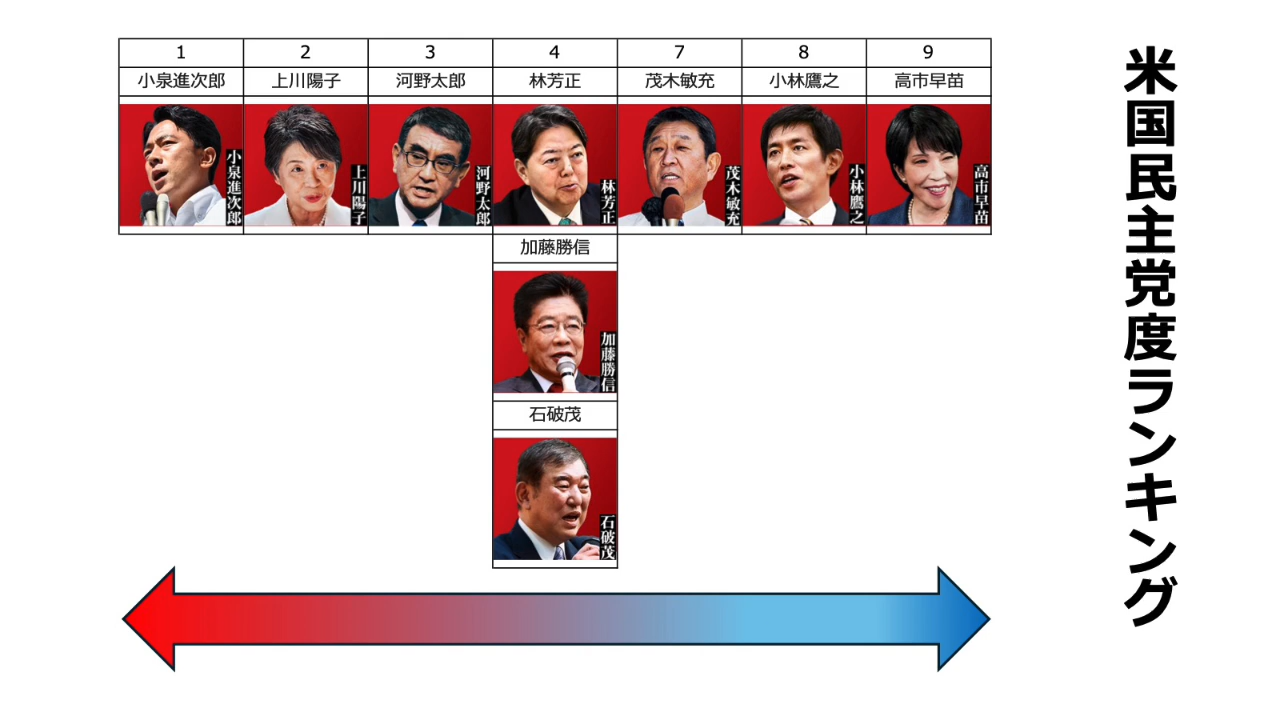 1 2 3 4 7 8 9
小泉進次郎 上川陽子 河野太郎 林芳正 茂木敏充 小林鷹之 高市早苗
小泉進次郎 上川陽子 河野太郎 林芳正 茂木敏充 小林鷹之 高市早苗
加藤勝信
加藤勝信
石破茂
石破茂
米国民主党度ランキング